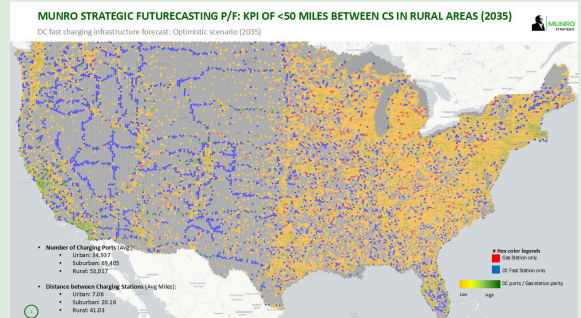 MUNRO STRATEGIC FUTURECASTING P/F: KPI OF <50 MILES BETWEEN CS IN RURAL AREAS (2035)
DC fast charging infrastructure forecast: Optimistic scenario (2035)
MUNRO
STRATEGIC
• Number of Charging Ports (Avg):
• Urban: 34,937
• Suburban: 69,405
• Rural: 53,017
• Distance between Charging Stations (Avg Miles):
• Urban: 7.06
• Suburban: 20.16
• Rural: 41.03
# Hex color legends
Gas Station only
DC Fast Station only
DC ports / Gas station parity
Low High